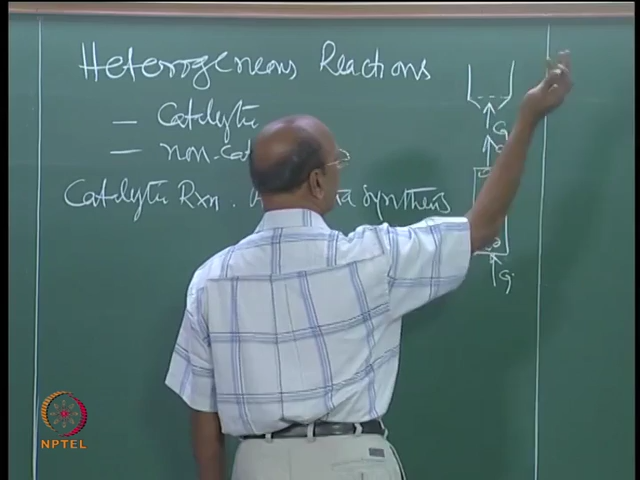 Heterogeneous Reactions
— Catalytic
— non-cat
Catalytic Rxn. synthesis
G
G
NPTEL